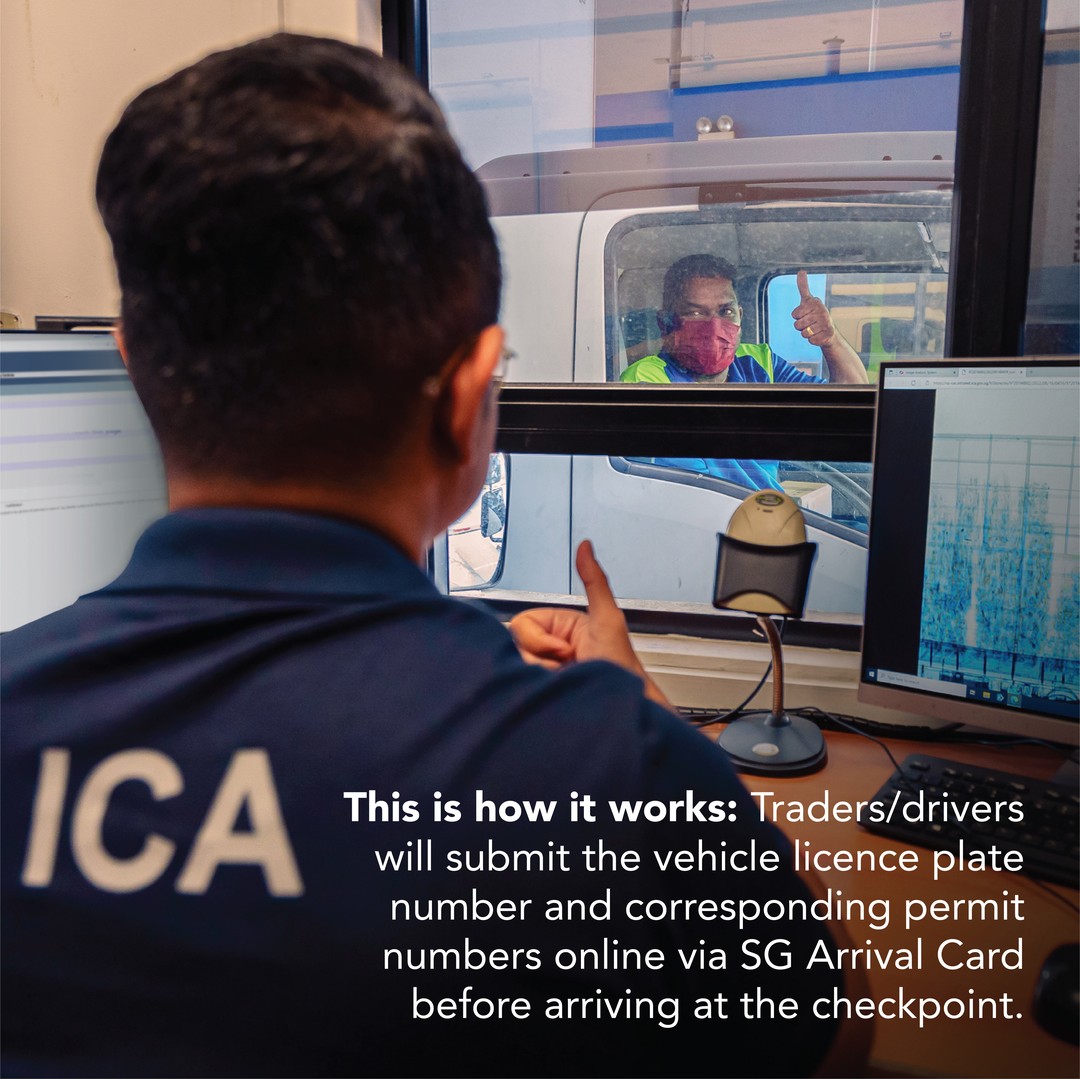 ICA
This is how it works: Traders/drivers
will submit the vehicle licence plate
number and corresponding permit
numbers online via SG Arrival Card
before arriving at the checkpoint.